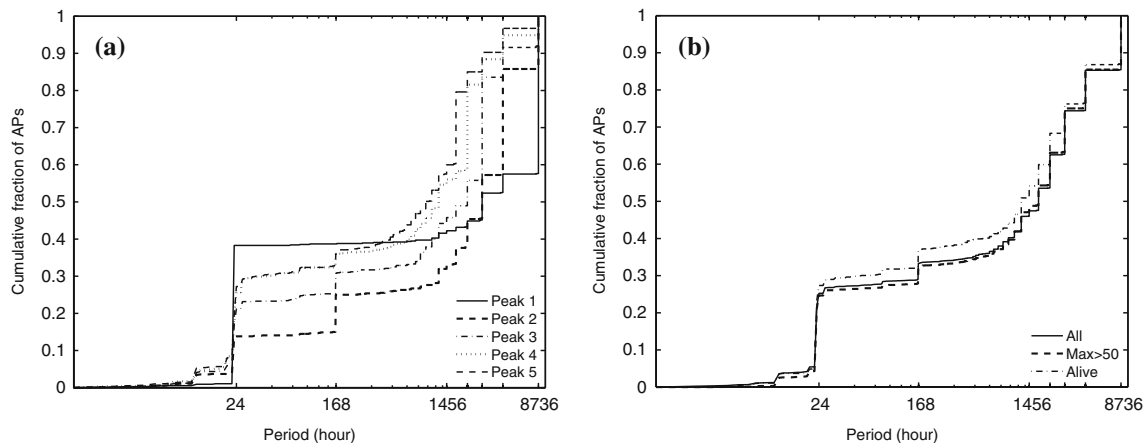 (a)
Cumulative fraction of APs
1
0.9
0.8
0.7
0.6
0.5
0.4
0.3
0.2
0.1
0
24
168
1456
8736
Period (hour)
Peak 1
Peak 2
Peak 3
Peak 4
Peak 5
(b)
Cumulative fraction of APs
1
0.9
0.8
0.7
0.6
0.5
0.4
0.3
0.2
0.1
0
24
168
1456
8736
Period (hour)
All
Max>50
Alive